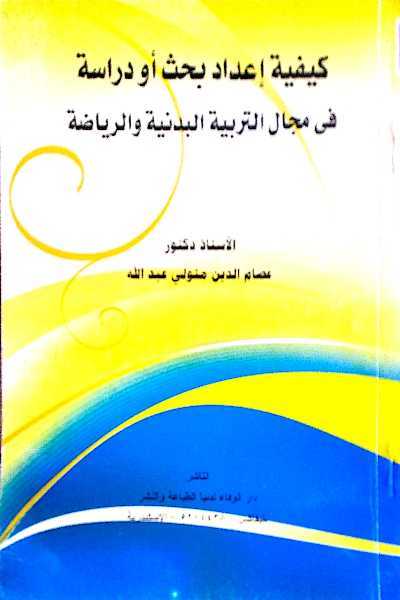 كيفية إعداد بحث أو دراسة
فى مجال التربية البدنية والرياضة
الأستاذ دكتور
عصام الدين متولي عبد الله
الناشر
دار الوفاء لدنيا الطباعة والنشر
الإسكندرية